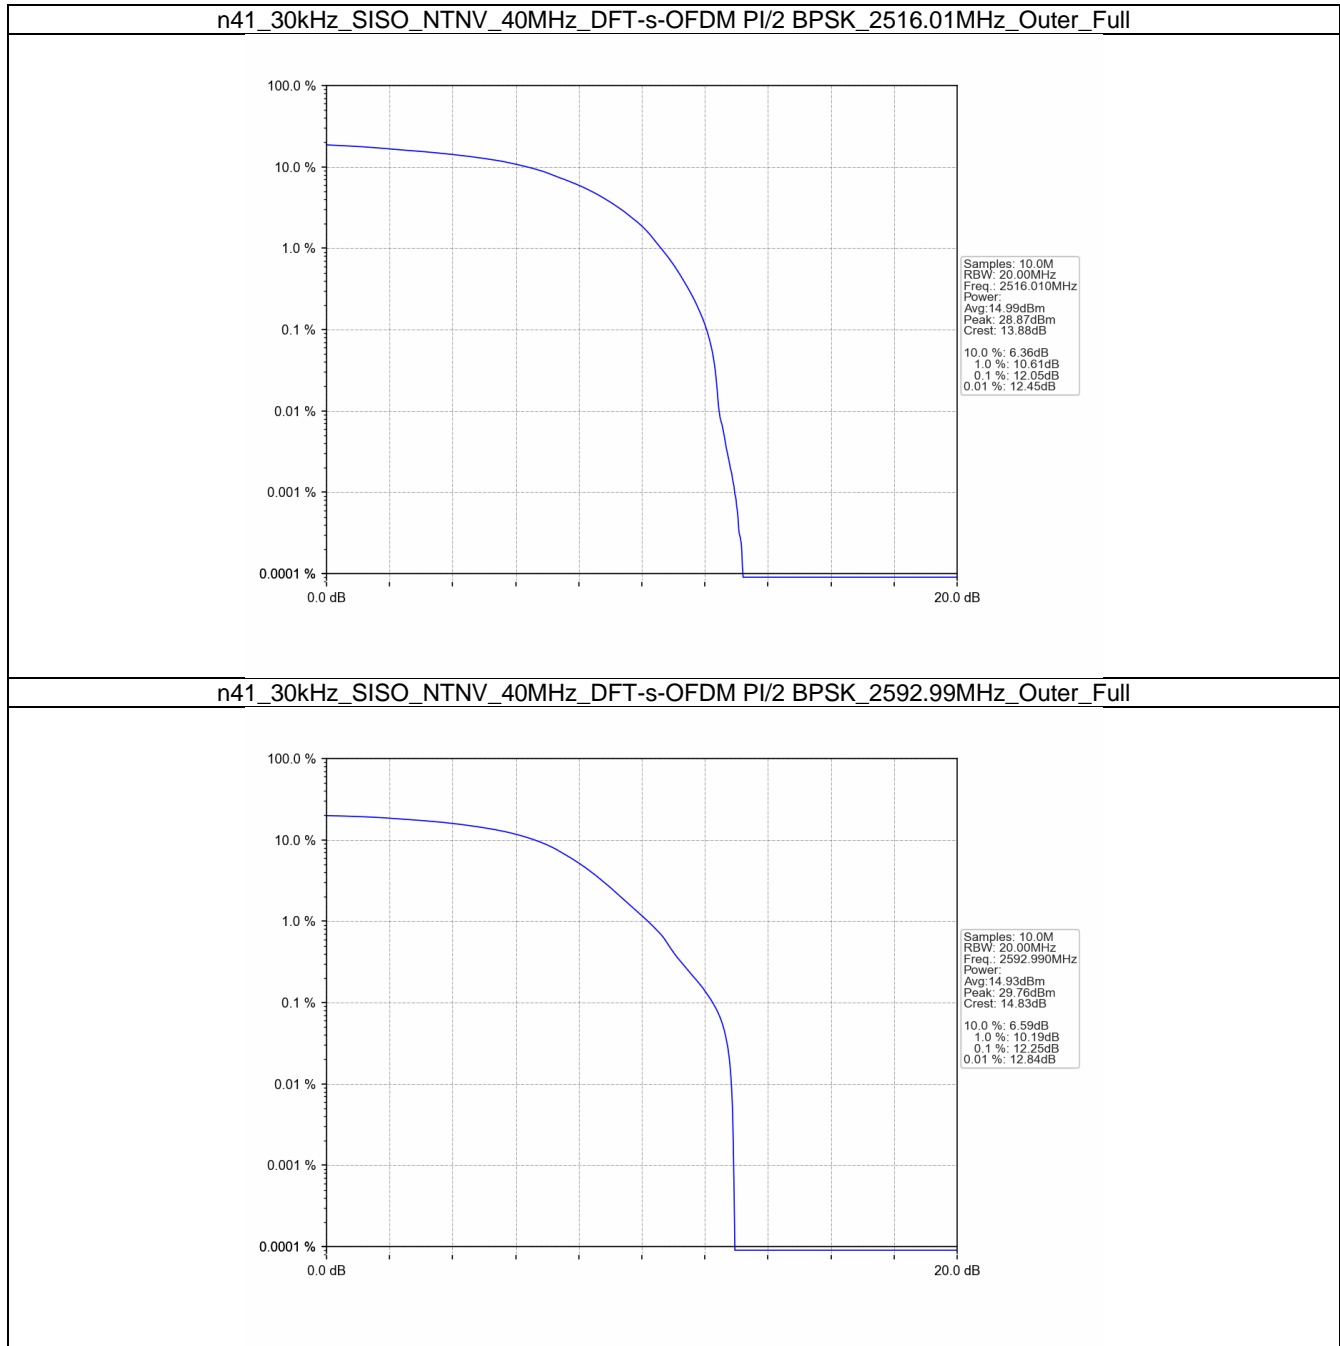 n41_30kHz_SISO_NTNV_40MHz_DFT-s-OFDM PI/2 BPSK_2516.01MHz_Outer_Full
100.0 %
10.0 %
1.0 %
0.1 %
0.01 %
0.001 %
0.0001 %
0.0 dB
20.0 dB
Samples: 10.0M
RBW: 20.00MHz
Freq.: 2516.010MHz
Power:
Avg:14.99dBm
Peak: 28.87dBm
Crest: 13.88dB
10.0 %: 6.36dB
1.0 %: 10.61dB
0.1 %: 12.05dB
0.01 %: 12.45dB
n41_30kHz_SISO_NTNV_40MHz_DFT-s-OFDM PI/2 BPSK_2592.99MHz_Outer_Full
100.0 %
10.0 %
1.0 %
0.1 %
0.01 %
0.001 %
0.0001 %
0.0 dB
20.0 dB
Samples: 10.0M
RBW: 20.00MHz
Freq.: 2592.990MHz
Power:
Avg:14.93dBm
Peak: 29.76dBm
Crest: 14.83dB
10.0 %: 6.59dB
1.0 %: 10.19dB
0.1 %: 12.25dB
0.01 %: 12.84dB